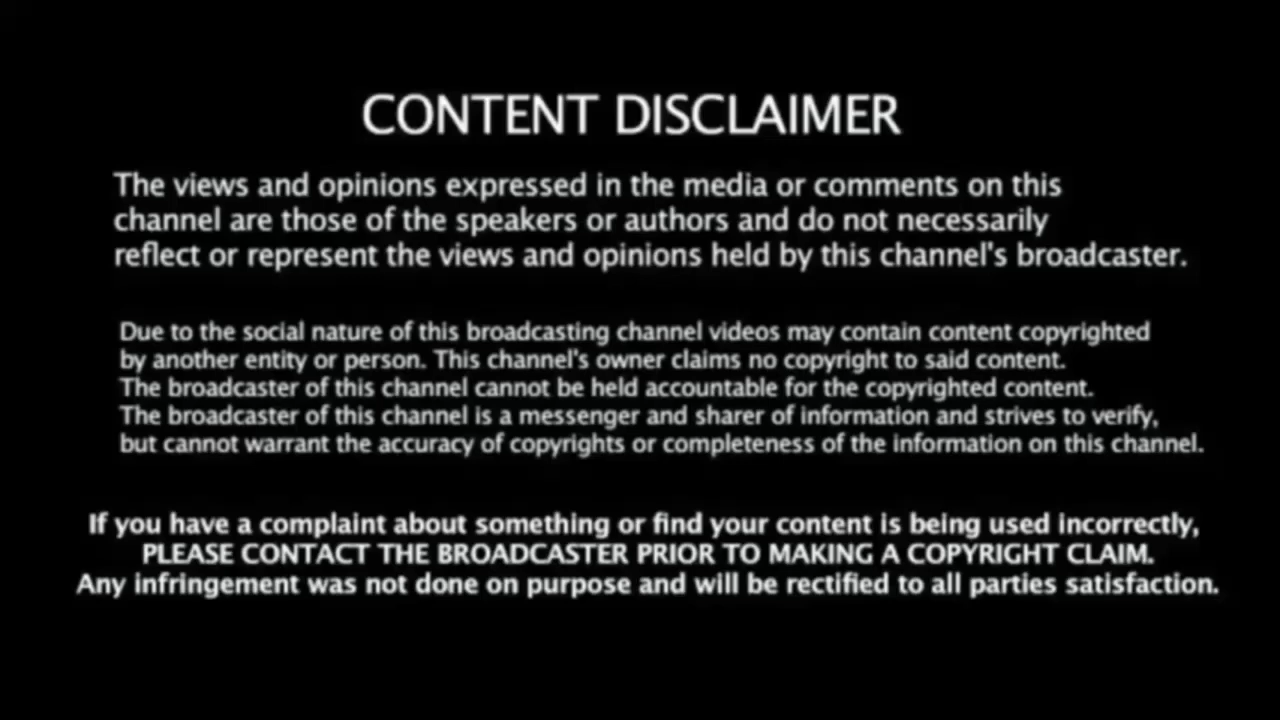 CONTENT DISCLAIMER
The views and opinions expressed in the media or comments on this
channel are those of the speakers or authors and do not necessarily
reflect or represent the views and opinions held by this channel's broadcaster.
Due to the social nature of this broadcasting channel videos may contain content copyrighted
by another entity or person. This channel's owner claims no copyright to said content.
The broadcaster of this channel cannot be held accountable for the copyrighted content.
The broadcaster of this channel is a messenger and sharer of information and strives to verify,
but cannot warrant the accuracy of copyrights or completeness of the information on this channel.
If you have a complaint about something or find your content is being used incorrectly,
PLEASE CONTACT THE BROADCASTER PRIOR TO MAKING A COPYRIGHT CLAIM.
Any infringement was not done on purpose and will be rectified to all parties satisfaction.